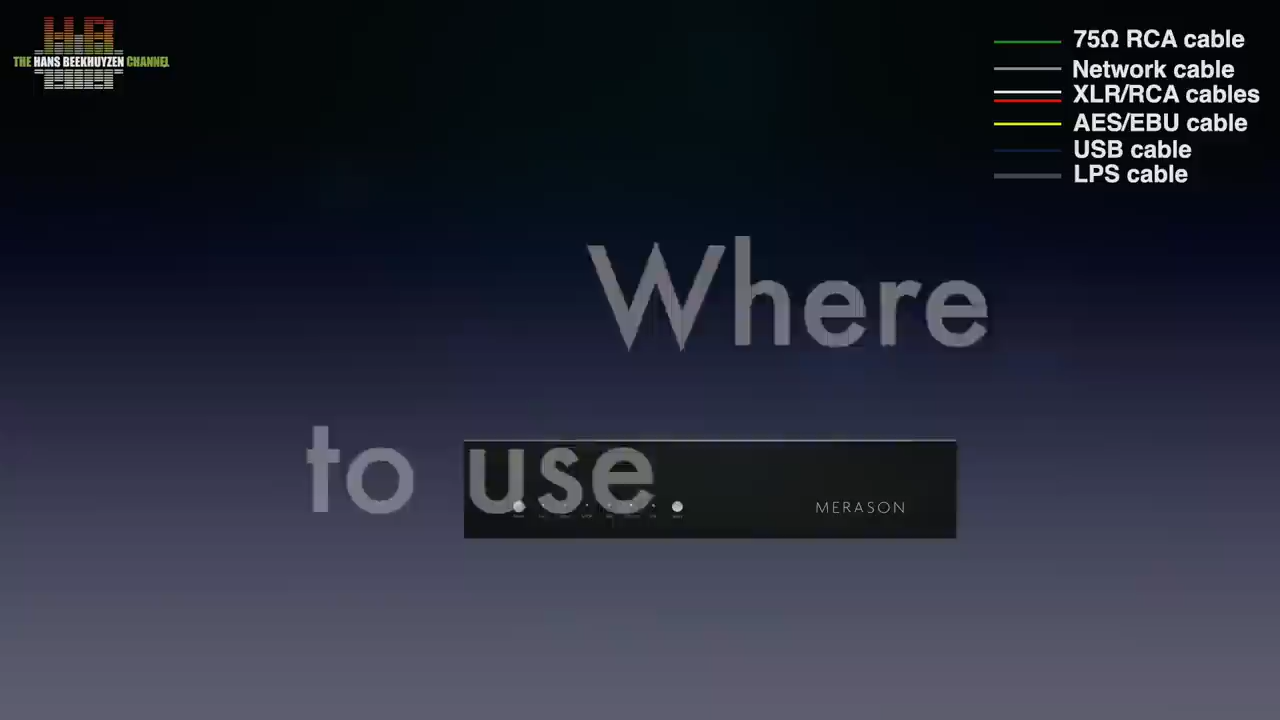 THE HANS BEEKHUYZEN CHANNEL
75Ω RCA cable
Network cable
XLR/RCA cables
AES/EBU cable
USB cable
LPS cable
Where
to use.
MERASON